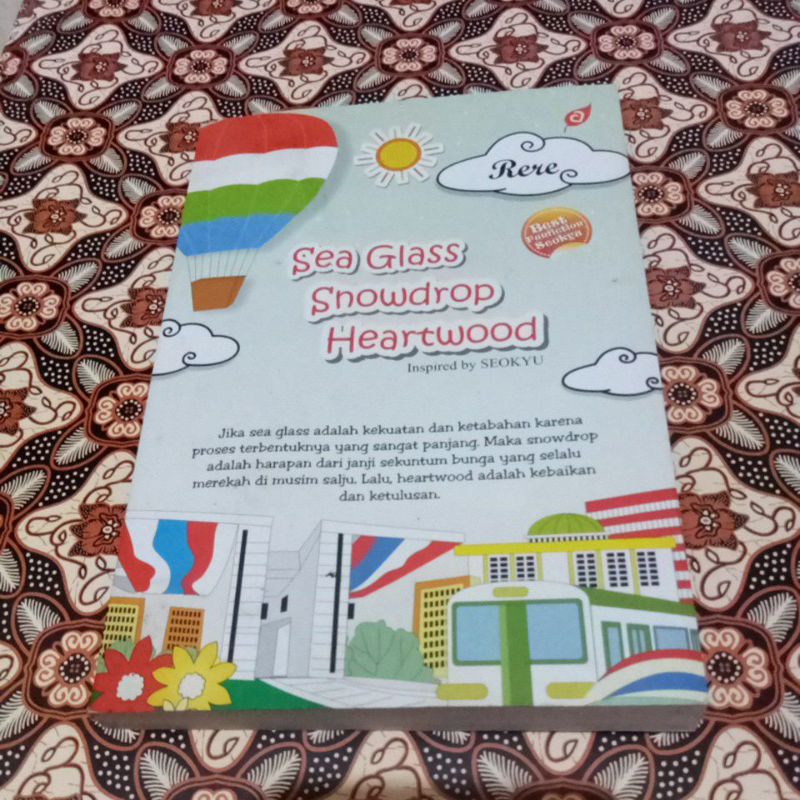 Rere
Best
Fanfiction
Seokyu
Sea Glass
Snowdrop
Heartwood
Inspired by SEOKYU
Jika sea glass adalah kekuatan dan ketabahan karena
proses terbentuknya yang sangat panjang. Maka snowdrop
adalah harapan dari janji sekuntum bunga yang selalu
merekah di musim salju. Lalu, heartwood adalah kebaikan
dan ketulusan.